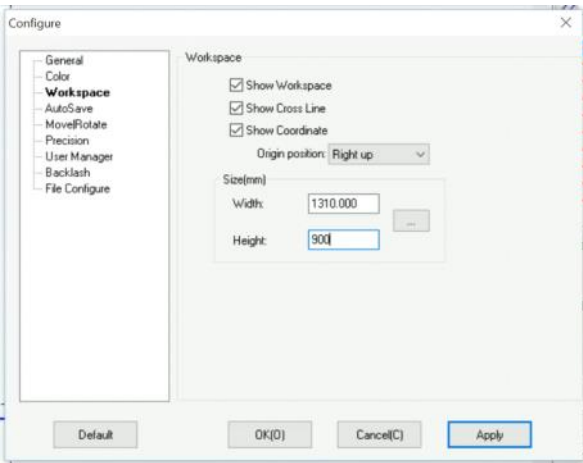 Configure
General
Color
Workspace
AutoSave
Move|Rotate
Precision
User Manager
Backlash
File Configure
Workspace
Show Workspace
Show Cross Line
Show Coordinate
Origin position: Right up
Size(mm)
Width: 1310.000
...
Height: 900
Default OK(O) Cancel(C) Apply